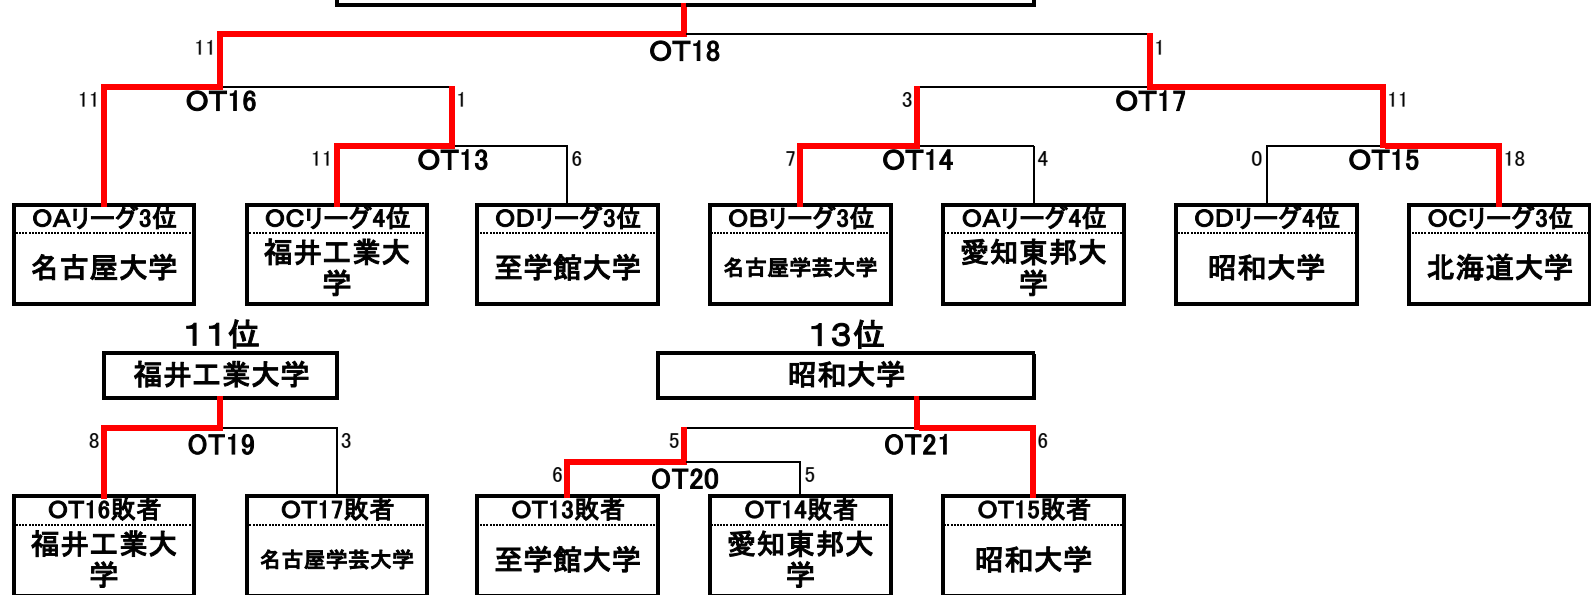 11
OT18
1
11
OT16
1
3
OT17
11
11
OT13
6
7
OT14
4
0
OT15
18
OAリーグ3位
OCリーグ4位
ODリーグ3位
OBリーグ3位
OAリーグ4位
ODリーグ4位
OCリーグ3位
名古屋大学
福井工業大
学
至学館大学
名古屋学芸大学
愛知東邦大
学
昭和大学
北海道大学
11位
13位
福井工業大学
昭和大学
8
OT19
3
5
OT21
6
6
OT20
5
OT16敗者
OT17敗者
OT13敗者
OT14敗者
OT15敗者
福井工業大
学
名古屋学芸大学
至学館大学
愛知東邦大
学
昭和大学